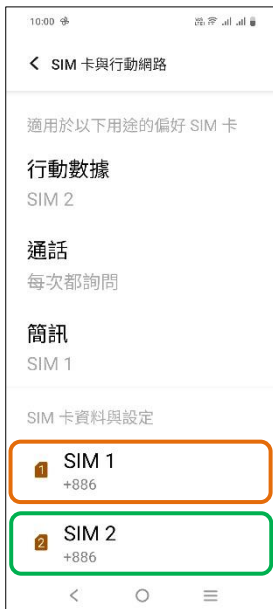 10:00
SIM 卡與行動網路
適用於以下用途的偏好 SIM 卡
行動數據
SIM 2
通話
每次都詢問
簡訊
SIM 1
SIM 卡資料與設定
1
SIM 1
+886
2
SIM 2
+886